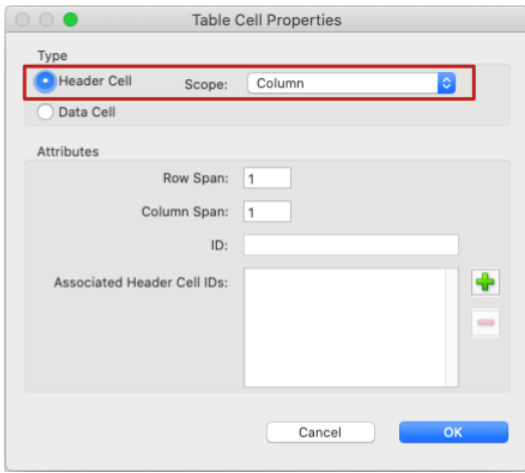 Table Cell Properties
Type
Header Cell Scope: Column
Data Cell
Attributes
Row Span: 1
Column Span: 1
ID:
Associated Header Cell IDs:
Cancel OK